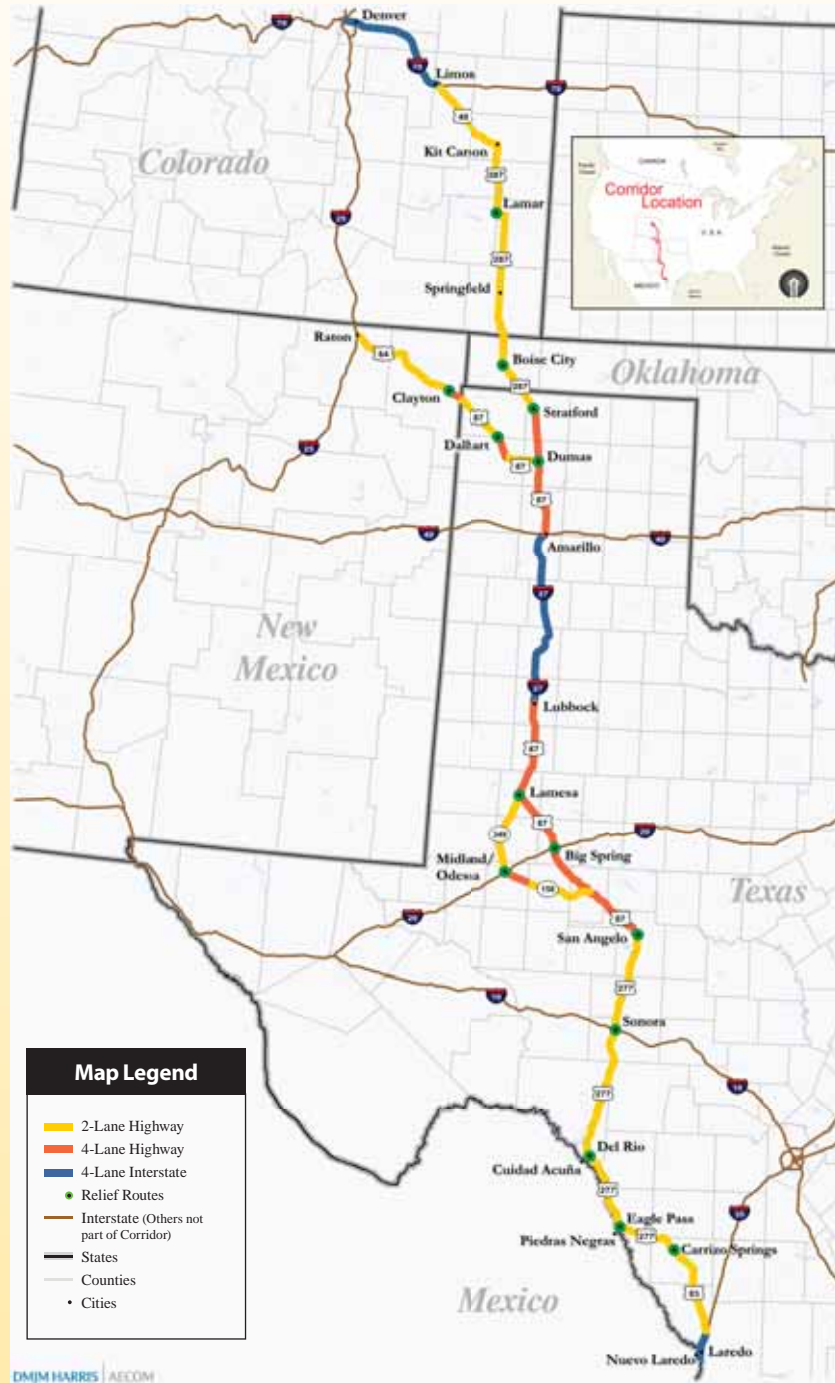 Denver
70
70
Limos
70
40
Colorado
Kit Carson
287
Lamar
25
287
Springfield
CANADA
Corridor
Location
U.S.A.
MEXICO
Raton
64
Boise City
Oklahoma
Clayton
287
87
Stratford
Dalhart
87
Dumas
25
87
40
Amarillo
40
27
New
Mexico
27
Lubbock
87
Lamesa
349
87
20
Big Spring
Midland/
Odessa
158
Texas
20
87
San Angelo
277
10
Sonora
10
277
Del Rio
Cuidad Acuña
277
35
Eagle Pass
Piedras Negras
277
Carrizo Springs
Mexico
83
Laredo
Nuevo Laredo
Map Legend
2-Lane Highway
4-Lane Highway
4-Lane Interstate
Relief Routes
Interstate (Others not
part of Corridor)
States
Counties
Cities
DMJM HARRIS | AECOM